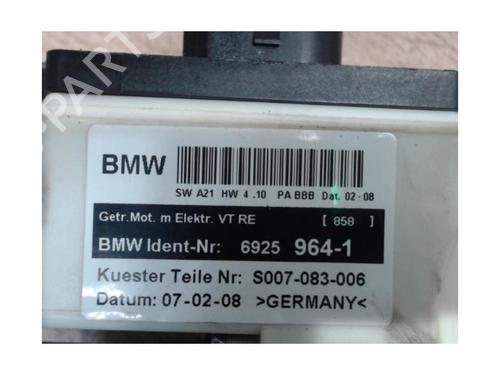 BMW
SW A21 HW 4.10 PA BBB Dat. 02-08
Getr.Mot. m Elektr. VT RE [ 858 ]
BMW Ident-Nr: 6925 964-1
Kuester Teile Nr: S007-083-006
Datum: 07-02-08 >GERMANY<